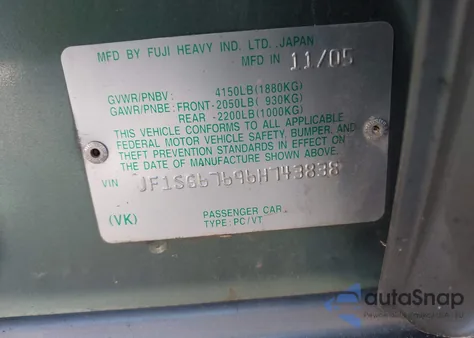 MFD BY FUJI HEAVY IND. LTD. JAPAN
MFD IN 11/05
GVWR/PNBV: 4150LB(1880KG)
GAWR/PNBE: FRONT-2050LB( 930KG)
REAR -2200LB(1000KG)
THIS VEHICLE CONFORMS TO ALL APPLICABLE
FEDERAL MOTOR VEHICLE SAFETY, BUMPER, AND
THEFT PREVENTION STANDARDS IN EFFECT ON
THE DATE OF MANUFACTURE SHOWN ABOVE.
VIN JF1SG67696H743838
(VK)
PASSENGER CAR
TYPE: PC/VT
autoSnap